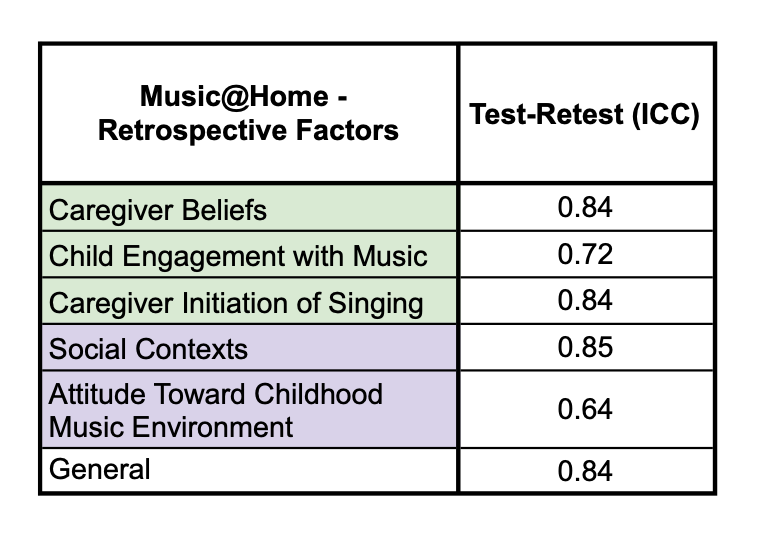 Music@Home -
Retrospective Factors
Test-Retest (ICC)
Caregiver Beliefs
0.84
Child Engagement with Music
0.72
Caregiver Initiation of Singing
0.84
Social Contexts
0.85
Attitude Toward Childhood
Music Environment
0.64
General
0.84